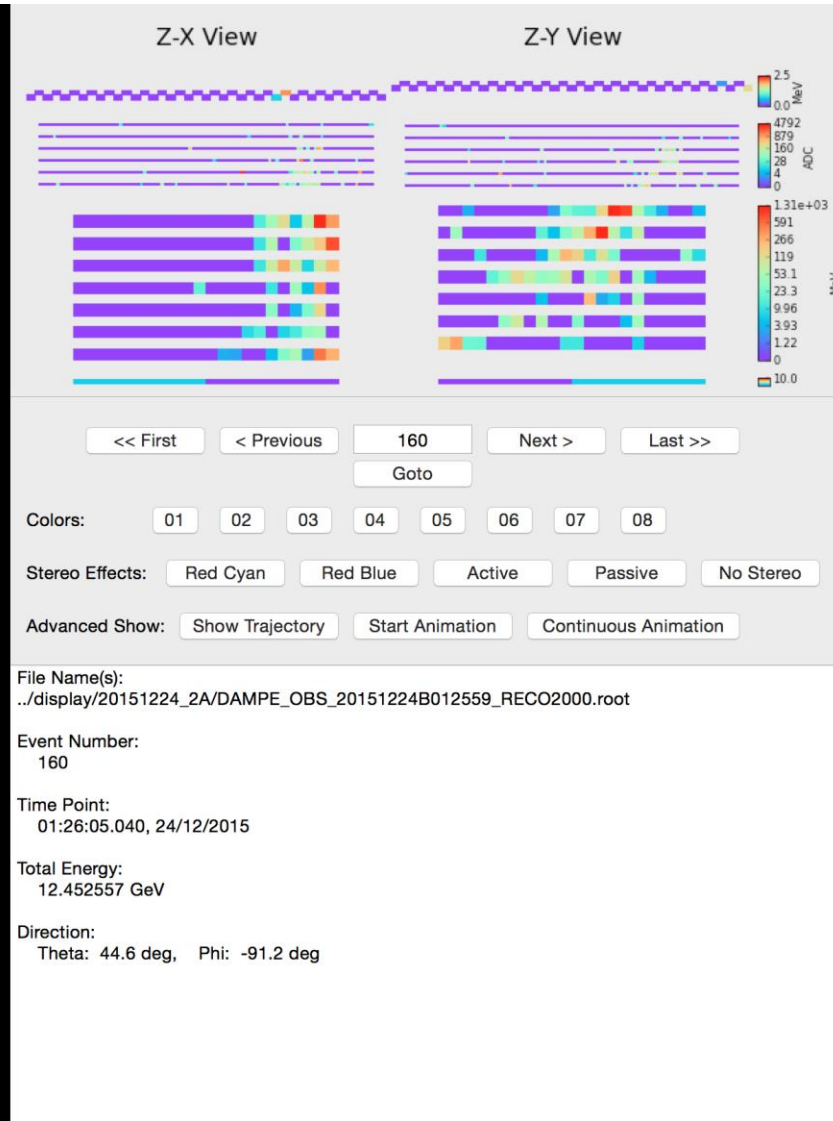 Z-X View
Z-Y View
2.5
0.0
MeV
4792
879
160
28
4
0
ADC
1.31e+03
591
266
119
53.1
23.3
9.96
3.93
1.22
0
10.0
<< First
< Previous
160
Next >
Last >>
Goto
Colors:
01
02
03
04
05
06
07
08
Stereo Effects:
Red Cyan
Red Blue
Active
Passive
No Stereo
Advanced Show:
Show Trajectory
Start Animation
Continuous Animation
File Name(s):
../display/20151224_2A/DAMPE_OBS_20151224B012559_RECO2000.root
Event Number:
160
Time Point:
01:26:05.040, 24/12/2015
Total Energy:
12.452557 GeV
Direction:
Theta: 44.6 deg, Phi: -91.2 deg